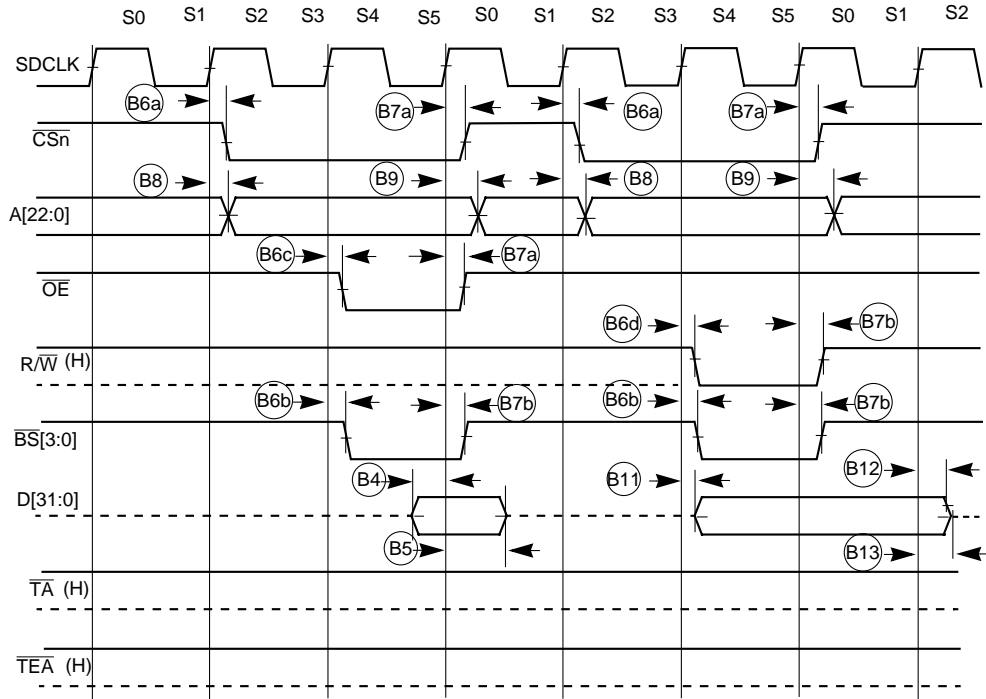 S0 S1 S2 S3 S4 S5 S0 S1 S2 S3 S4 S5 S0 S1 S2
SDCLK
B6a B7a B6a B7a
CSn
B8 B9 B8 B9
A[22:0]
B6c B7a
OE
B6d B7b
R/W (H)
B6b B7b B6b B7b
BS[3:0]
B4 B11 B12
D[31:0]
B5 B13
TA (H)
TEA (H)